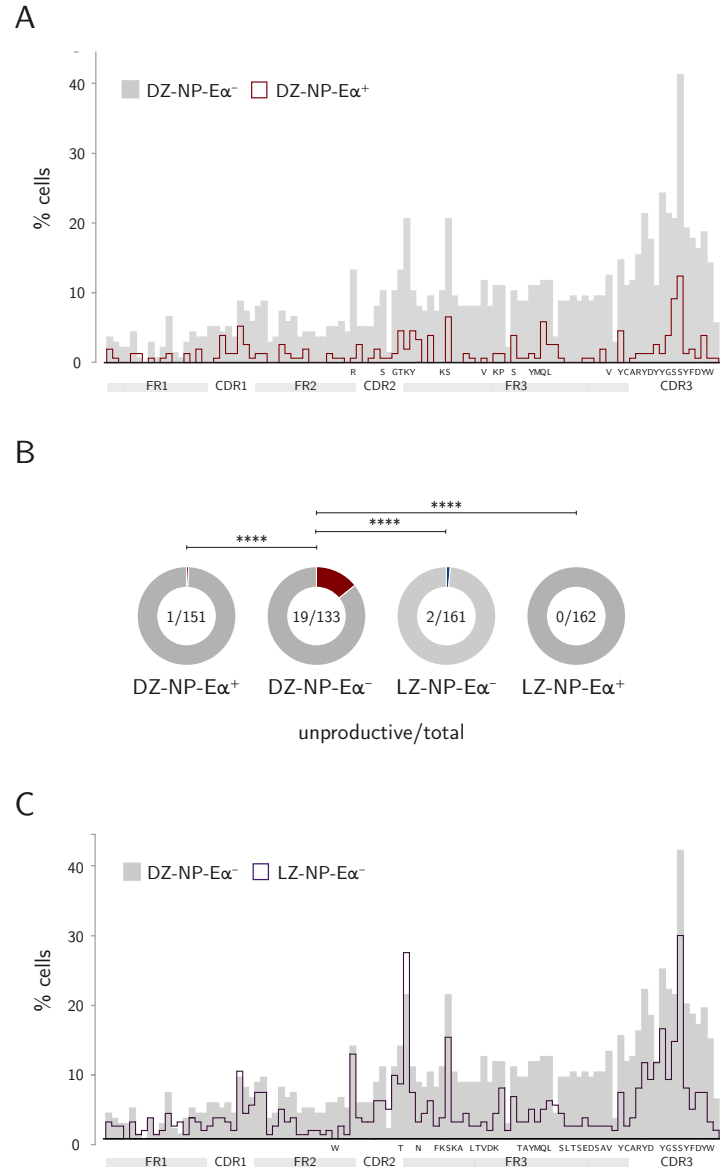 A
% cells
DZ-NP-Eα⁻ DZ-NP-Eα⁺
40
30
20
10
0
R S GTKY KS V KP S YMQL V YCARYDYYGSSYFDYW
FR1 CDR1 FR2 CDR2 FR3 CDR3
B
****
****
****
1/151 19/133 2/161 0/162
DZ-NP-Eα⁺ DZ-NP-Eα⁻ LZ-NP-Eα⁻ LZ-NP-Eα⁺
unproductive/total
C
% cells
DZ-NP-Eα⁻ LZ-NP-Eα⁻
40
30
20
10
0
W T N FKSKA LTVDK TAYMQL SLTSEDSAV YCARYD YGSSYFDYW
FR1 CDR1 FR2 CDR2 FR3 CDR3